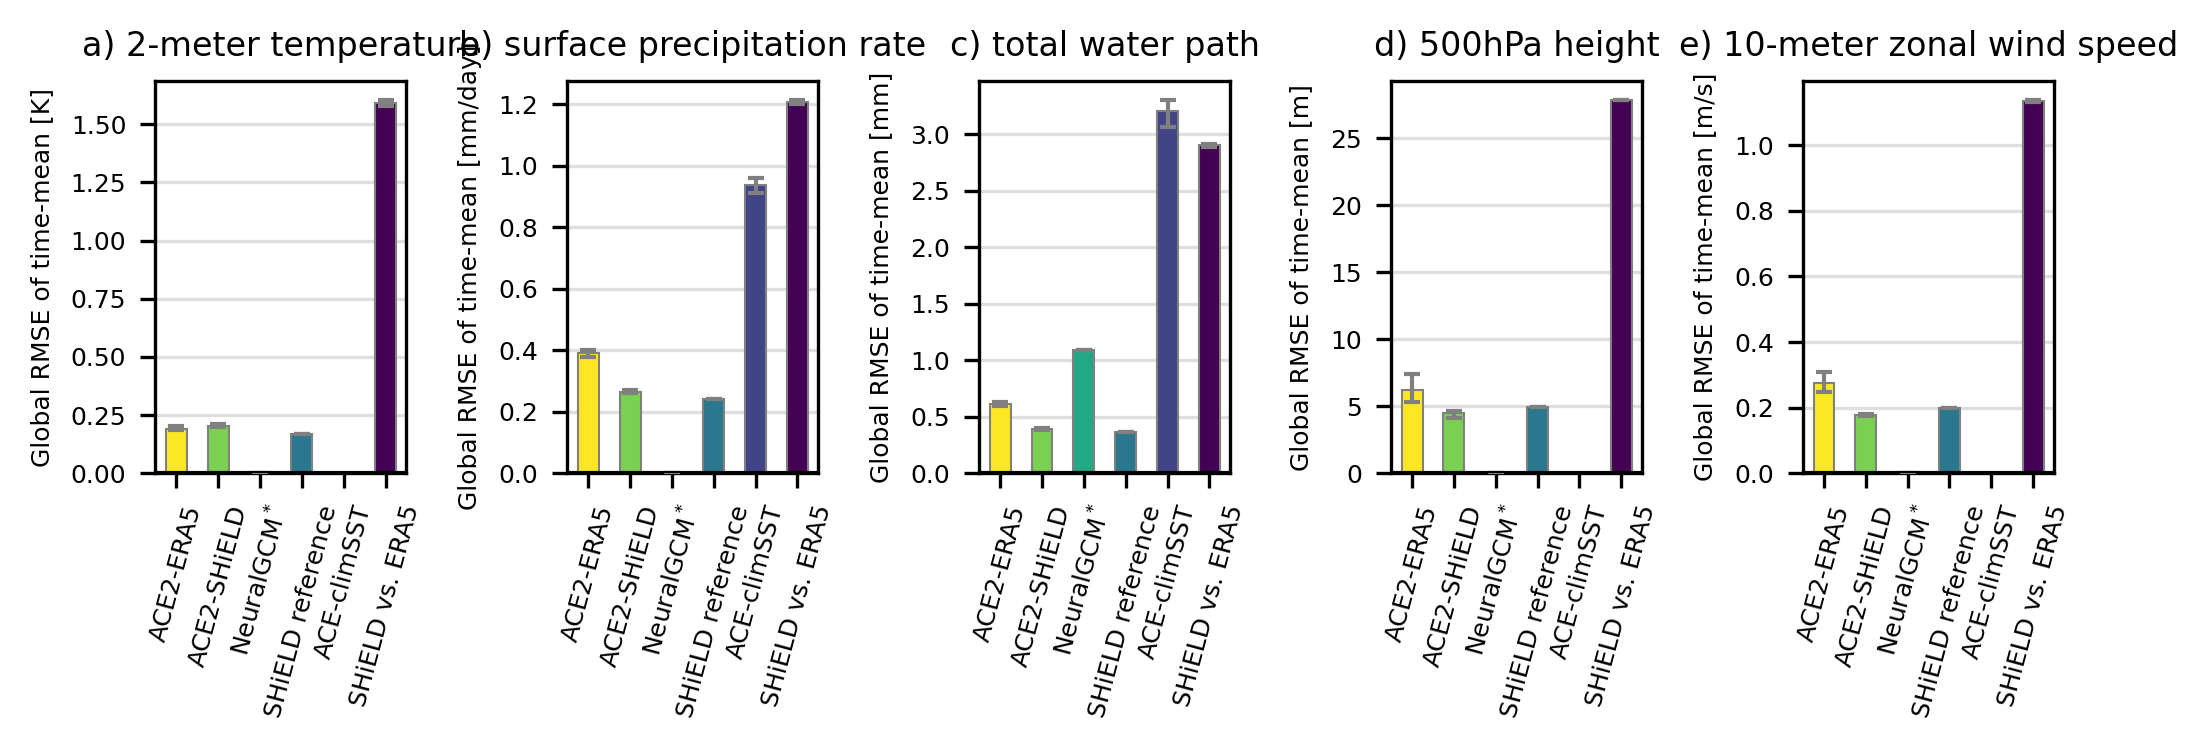 a) 2-meter temperature
b) surface precipitation rate
c) total water path
d) 500hPa height
e) 10-meter zonal wind speed
Global RMSE of time-mean [K]
1.50
1.25
1.00
0.75
0.50
0.25
0.00
ACE2-ERA5
ACE2-SHiELD
NeuralGCM*
SHiELD reference
ACE-climSST
SHiELD vs. ERA5
Global RMSE of time-mean [mm/day]
1.2
1.0
0.8
0.6
0.4
0.2
0.0
ACE2-ERA5
ACE2-SHiELD
NeuralGCM*
SHiELD reference
ACE-climSST
SHiELD vs. ERA5
Global RMSE of time-mean [mm]
3.0
2.5
2.0
1.5
1.0
0.5
0.0
ACE2-ERA5
ACE2-SHiELD
NeuralGCM*
SHiELD reference
ACE-climSST
SHiELD vs. ERA5
Global RMSE of time-mean [m]
25
20
15
10
5
0
ACE2-ERA5
ACE2-SHiELD
NeuralGCM*
SHiELD reference
ACE-climSST
SHiELD vs. ERA5
Global RMSE of time-mean [m/s]
1.0
0.8
0.6
0.4
0.2
0.0
ACE2-ERA5
ACE2-SHiELD
NeuralGCM*
SHiELD reference
ACE-climSST
SHiELD vs. ERA5